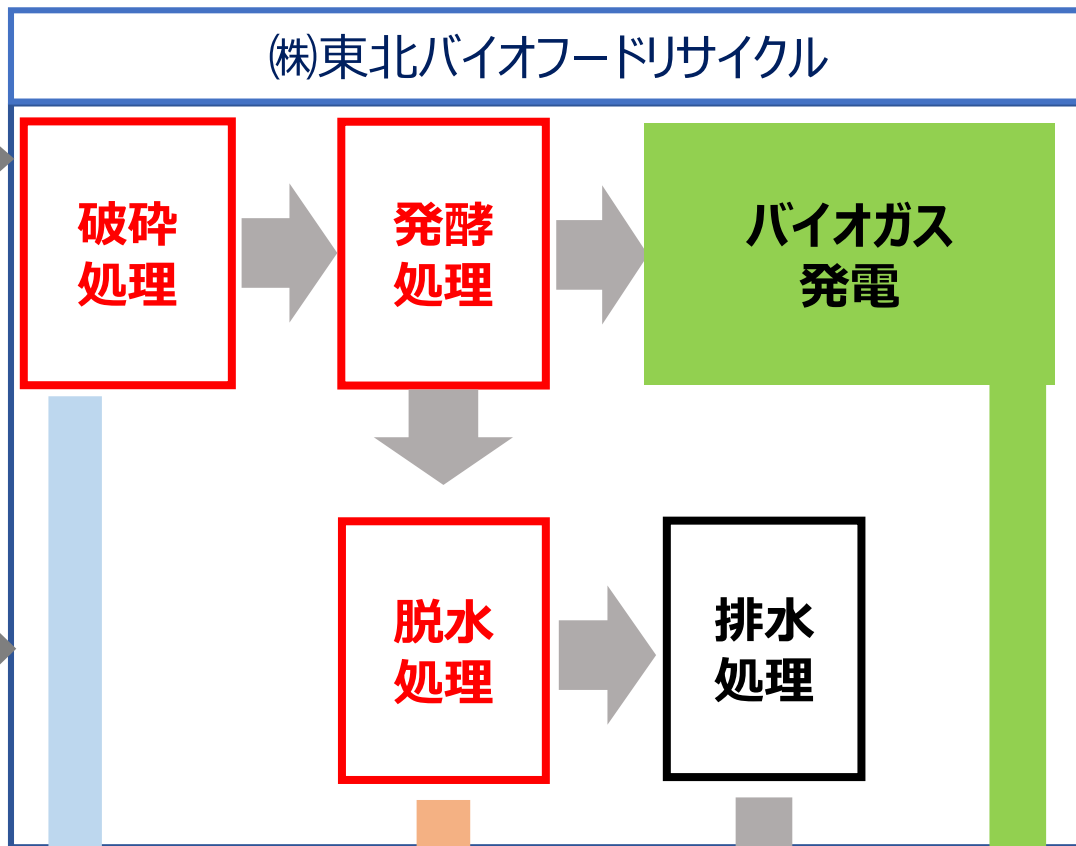 ㈱東北バイオフードリサイクル
破砕
処理
発酵
処理
バイオガス
発電
脱水
処理
排水
処理